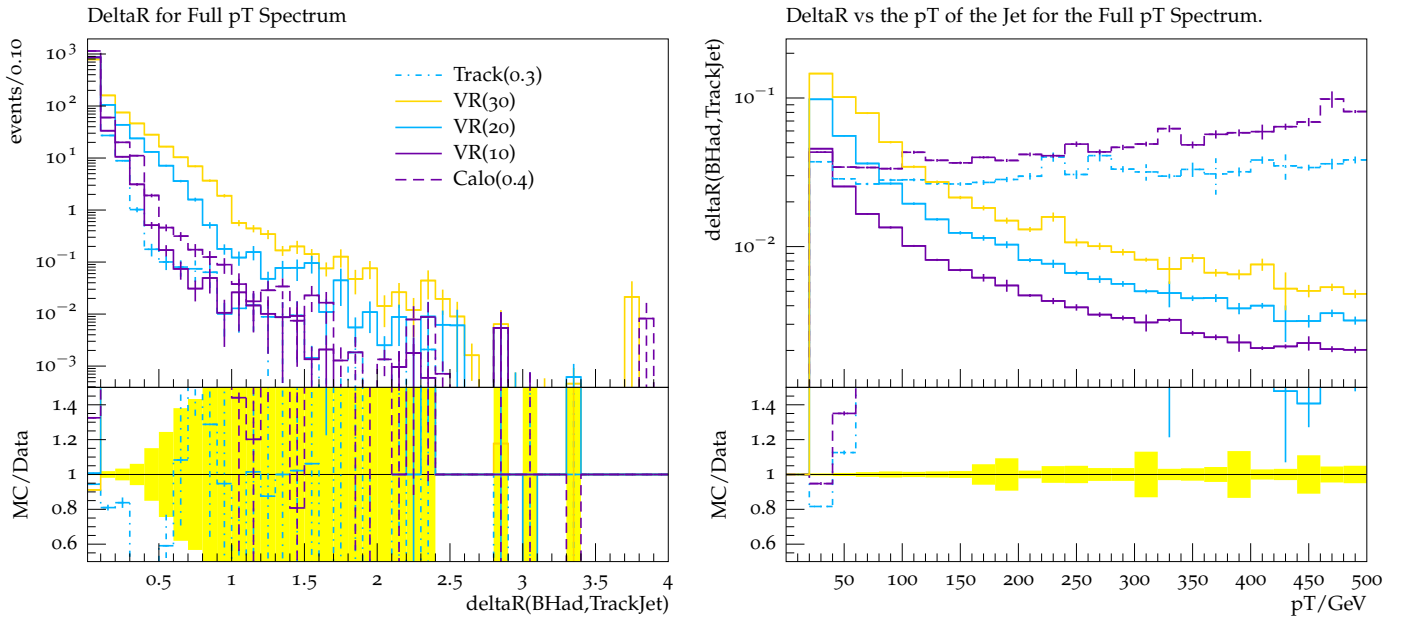 DeltaR for Full pT Spectrum
events/0.10
10^3
10^2
10^1
1
10^−1
10^−2
10^−3
Track(0.3)
VR(30)
VR(20)
VR(10)
Calo(0.4)
MC/Data
1.4
1.2
1
0.8
0.6
0.5 1 1.5 2 2.5 3 3.5 4
deltaR(BHad,TrackJet)
DeltaR vs the pT of the Jet for the Full pT Spectrum.
deltaR(BHad,TrackJet)
10^−1
10^−2
MC/Data
1.4
1.2
1
0.8
0.6
50 100 150 200 250 300 350 400 450 500
pT/GeV